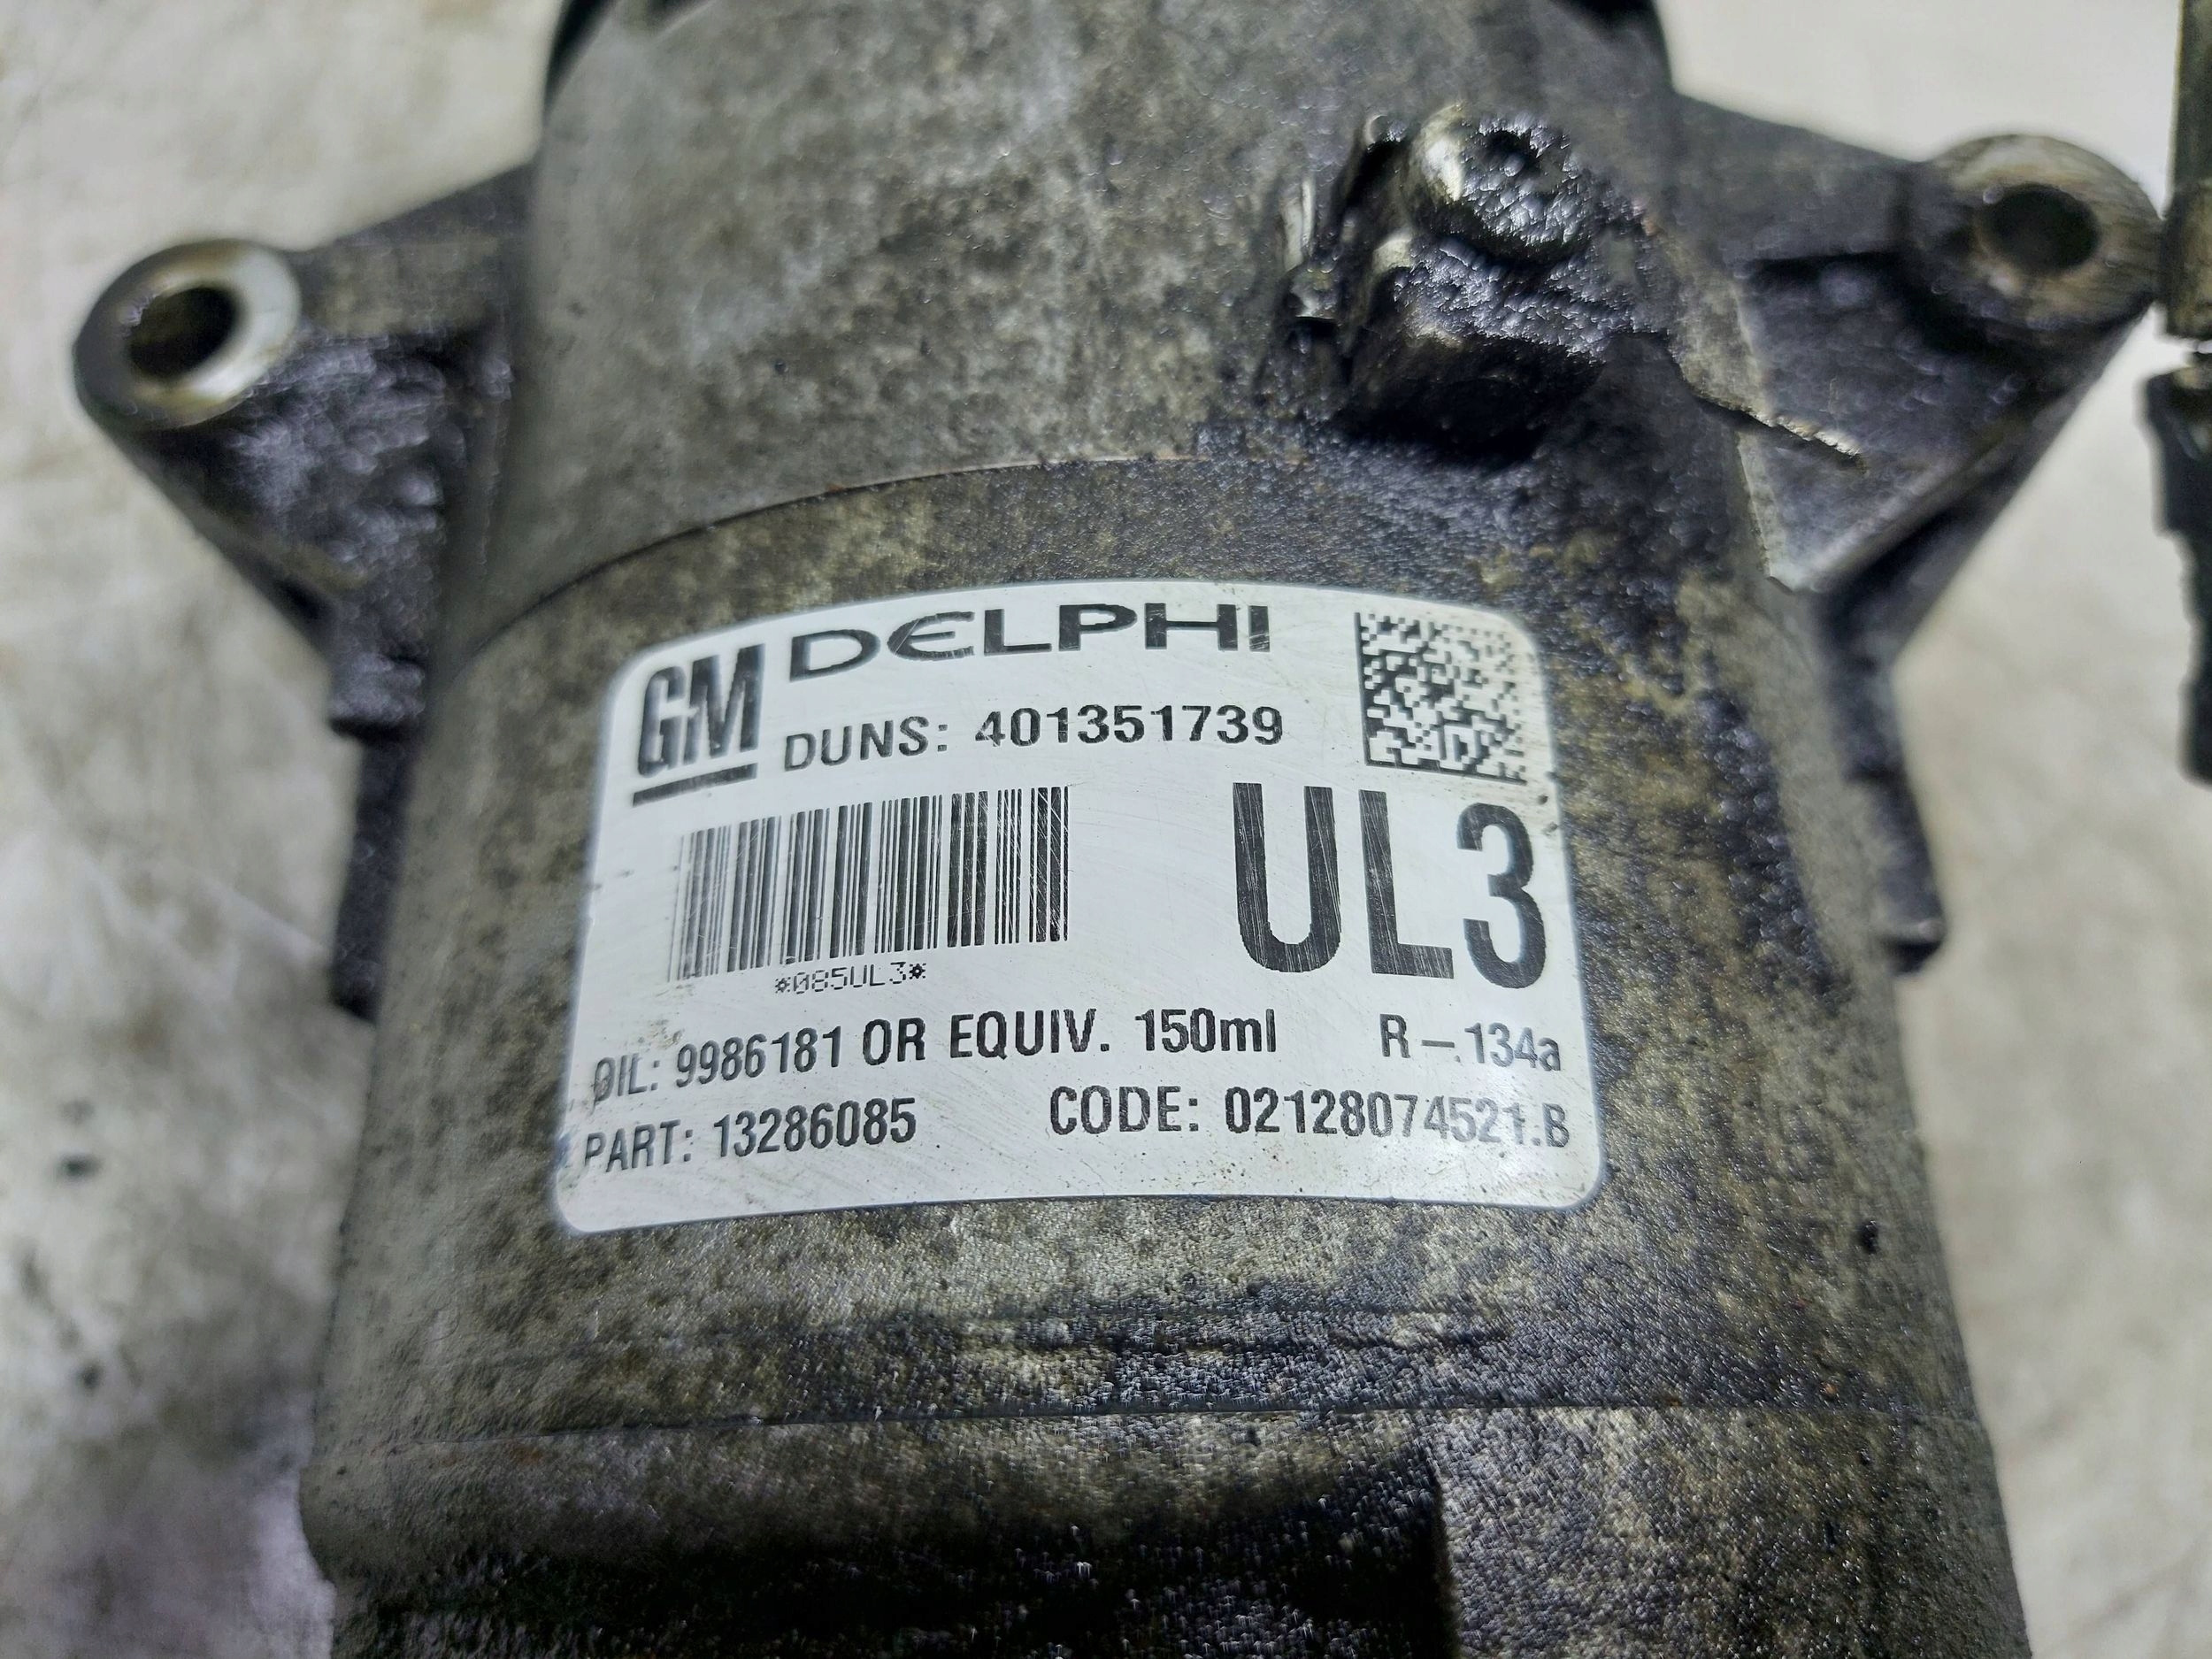 GM DELPHI
DUNS: 401351739
UL3
*085UL3*
OIL: 9986181 OR EQUIV. 150ml R-134a
PART: 13286085 CODE: 02128074521.B